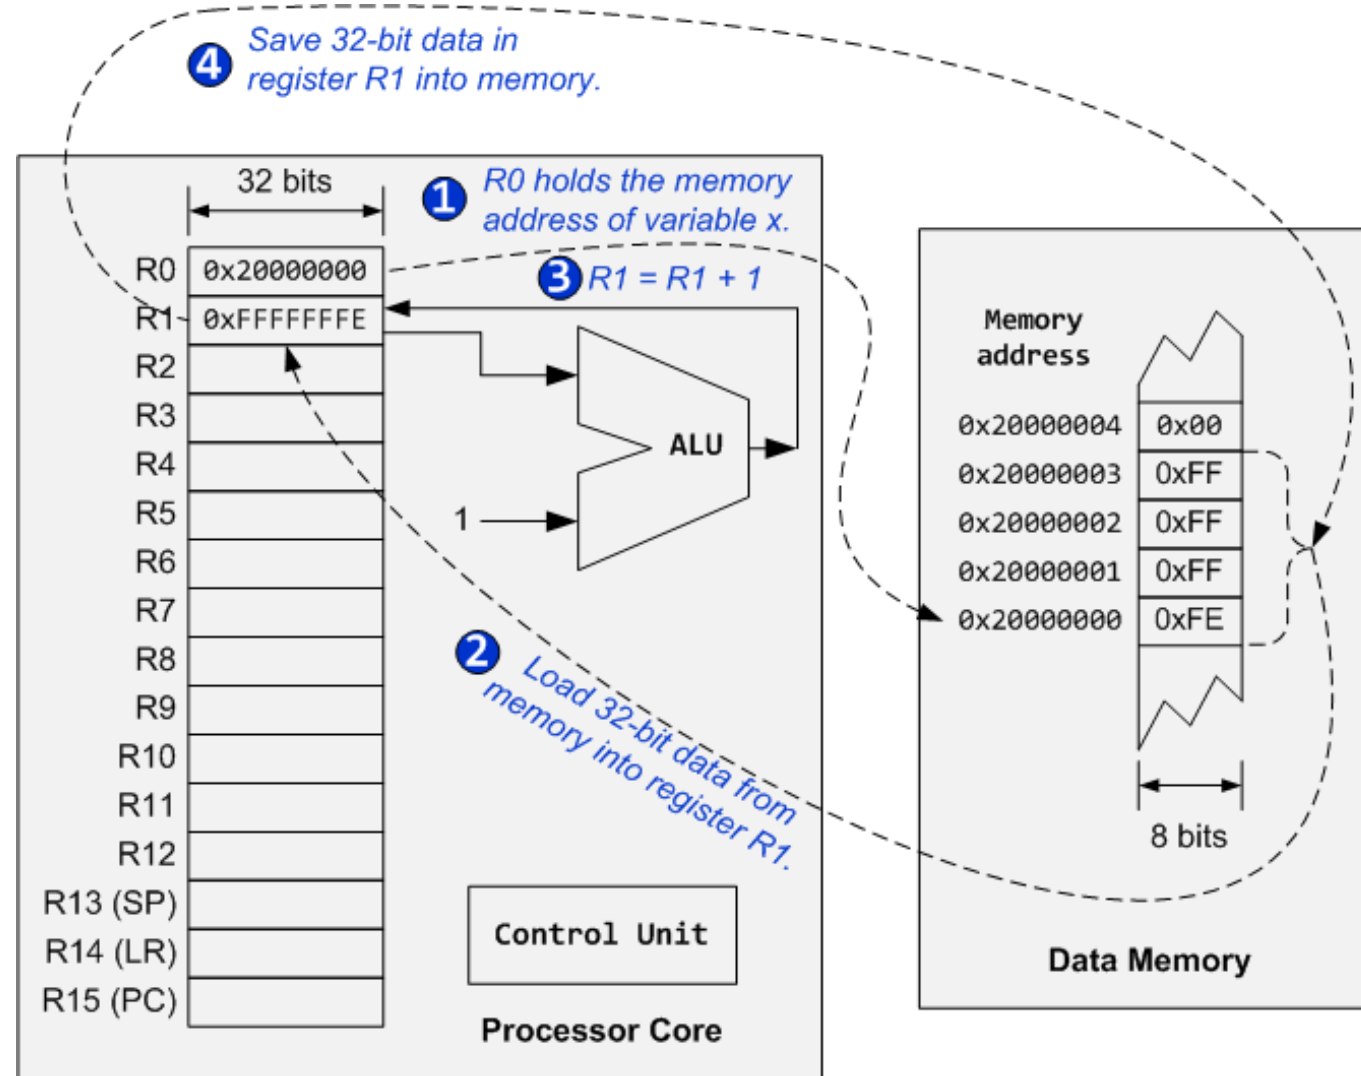 4 Save 32-bit data in
register R1 into memory.
32 bits
1 R0 holds the memory
address of variable x.
3 R1 = R1 + 1
R0 0x20000000
R1 0xFFFFFFFE
R2
R3
R4
R5
R6
R7
R8
R9
R10
R11
R12
R13 (SP)
R14 (LR)
R15 (PC)
ALU
1
2 Load 32-bit data from
memory into register R1.
Control Unit
Processor Core
Memory
address
0x20000004 0x00
0x20000003 0xFF
0x20000002 0xFF
0x20000001 0xFF
0x20000000 0xFE
8 bits
Data Memory